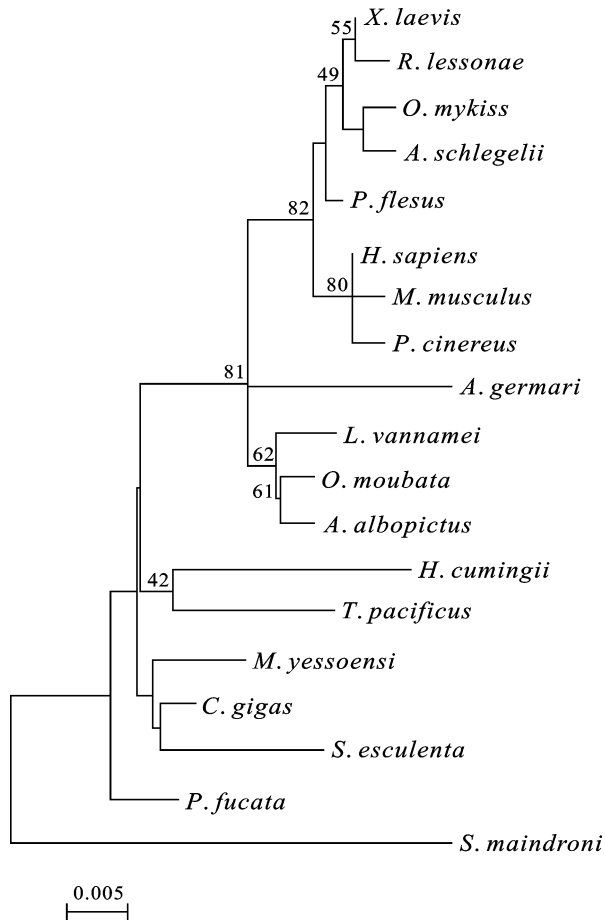 55
X. laevis
R. lessonae
49
O. mykiss
A. schlegelii
P. flesus
82
H. sapiens
80
M. musculus
P. cinereus
81
A. germari
L. vannamei
62
O. moubata
61
A. albopictus
H. cumingii
42
T. pacificus
M. yessoensi
C. gigas
S. esculenta
P. fucata
S. maindroni
0.005